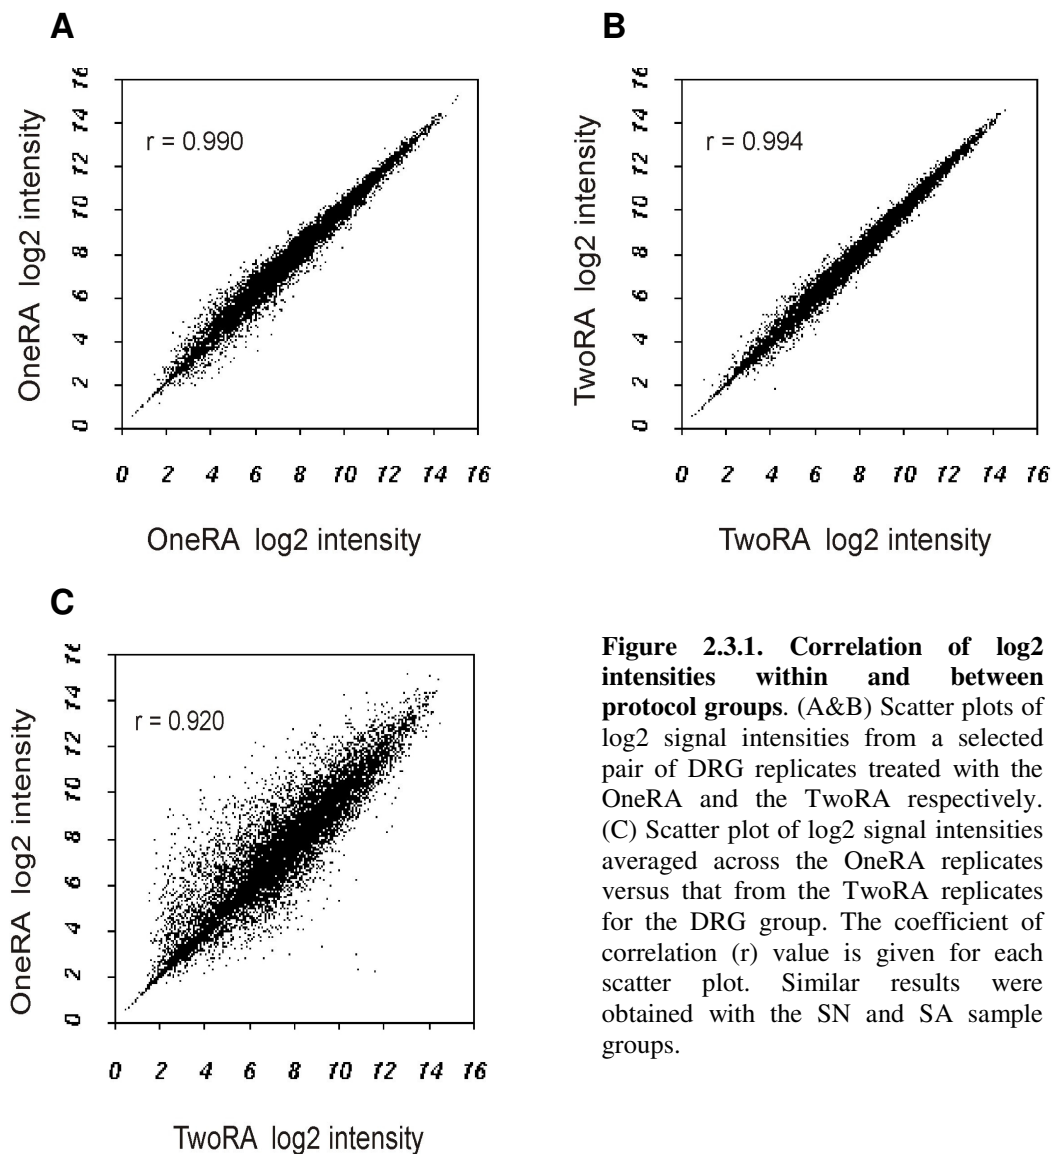 A
r = 0.990
OneRA log2 intensity
16
14
12
10
8
6
4
2
0
0 2 4 6 8 10 12 14 16
OneRA log2 intensity
B
r = 0.994
TwoRA log2 intensity
16
14
12
10
8
6
4
2
0
0 2 4 6 8 10 12 14 16
TwoRA log2 intensity
C
r = 0.920
OneRA log2 intensity
16
14
12
10
8
6
4
2
0
0 2 4 6 8 10 12 14 16
TwoRA log2 intensity
Figure 2.3.1. Correlation of log2
intensities within and between
protocol groups. (A&B) Scatter plots of
log2 signal intensities from a selected
pair of DRG replicates treated with the
OneRA and the TwoRA respectively.
(C) Scatter plot of log2 signal intensities
averaged across the OneRA replicates
versus that from the TwoRA replicates
for the DRG group. The coefficient of
correlation (r) value is given for each
scatter plot. Similar results were
obtained with the SN and SA sample
groups.